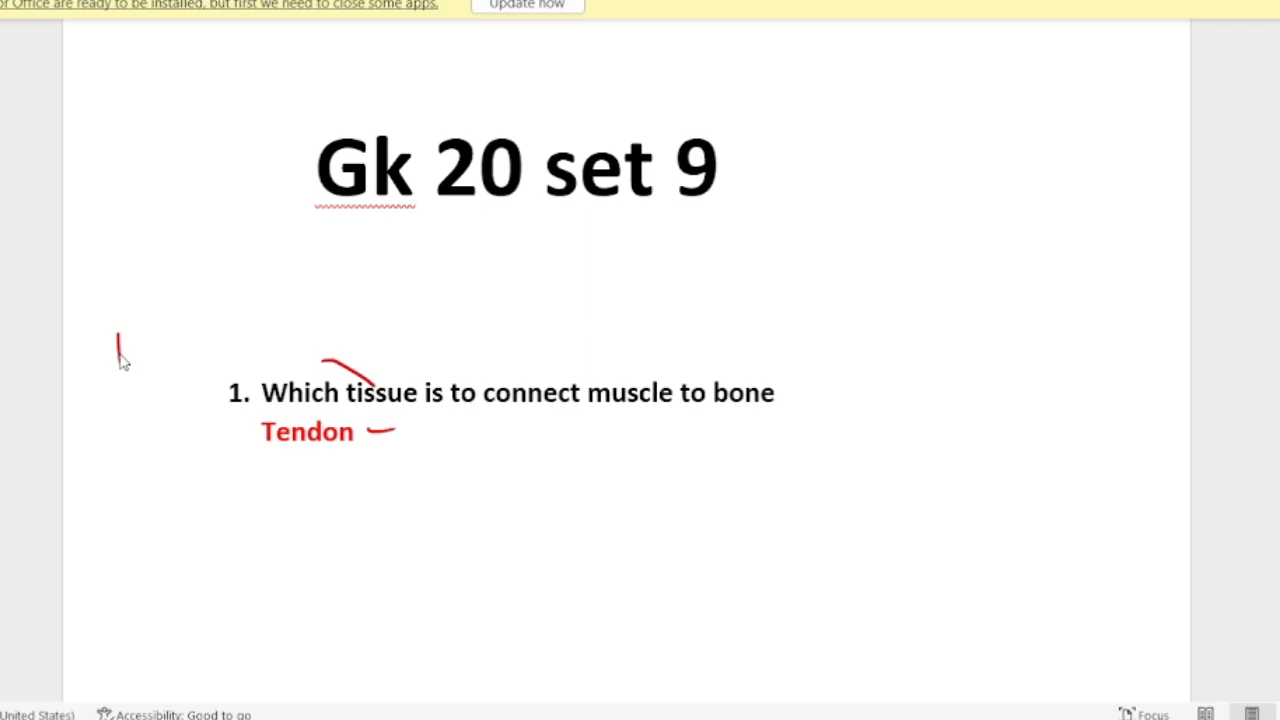 or Office are ready to be installed, but first we need to close some apps. Update now
Gk 20 set 9
1. Which tissue is to connect muscle to bone
Tendon
United States) Accessibility: Good to go Focus